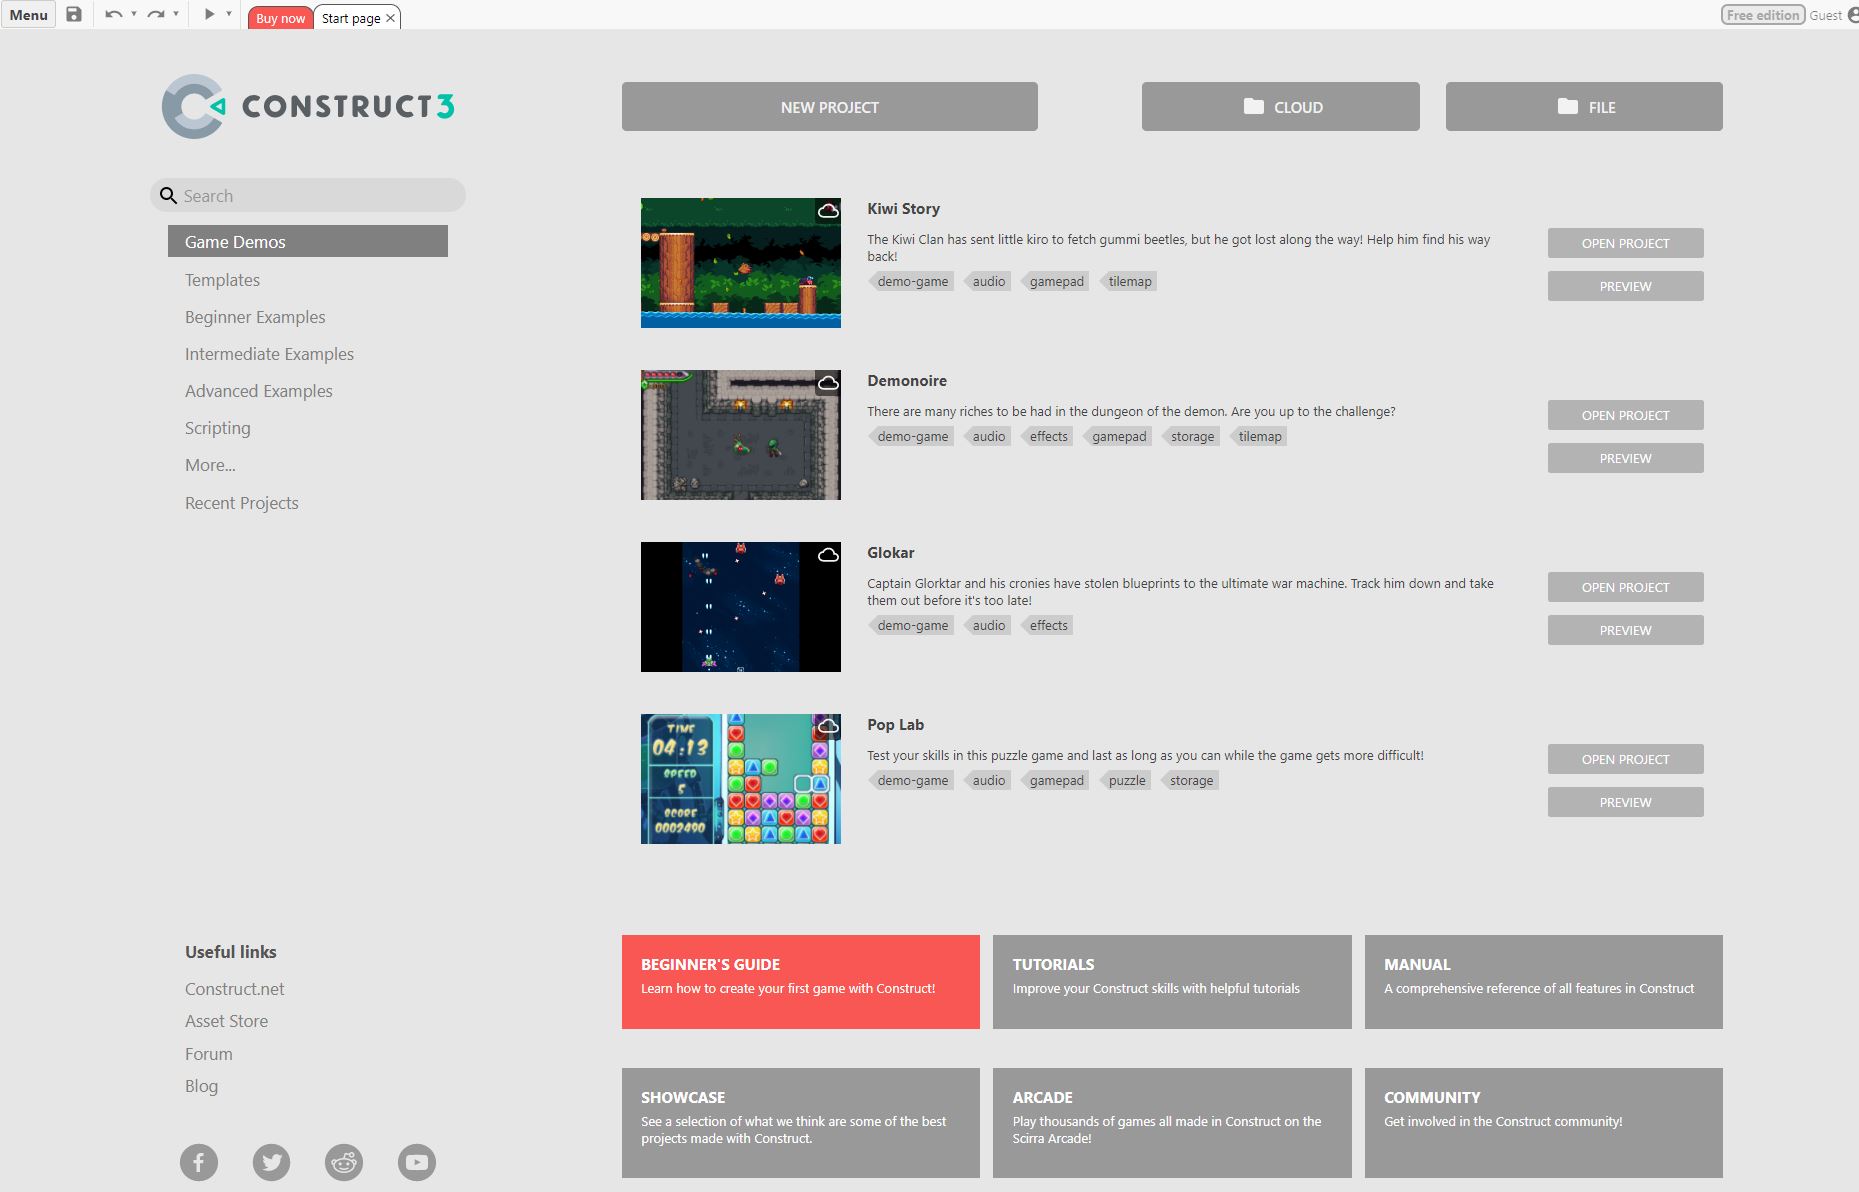 Menu
Buy now
Start page
Free edition
Guest
CONSTRUCT3
NEW PROJECT
CLOUD
FILE
Search
Game Demos
Templates
Beginner Examples
Intermediate Examples
Advanced Examples
Scripting
More...
Recent Projects
Kiwi Story
The Kiwi Clan has sent little kiro to fetch gummi beetles, but he got lost along the way! Help him find his way
back!
demo-game audio gamepad tilemap
OPEN PROJECT
PREVIEW
Demonoire
There are many riches to be had in the dungeon of the demon. Are you up to the challenge?
demo-game audio effects gamepad storage tilemap
OPEN PROJECT
PREVIEW
Glokar
Captain Glorktar and his cronies have stolen blueprints to the ultimate war machine. Track him down and take
them out before it's too late!
demo-game audio effects
OPEN PROJECT
PREVIEW
TIME
04:13
SPEED
5
SCORE
0002490
Pop Lab
Test your skills in this puzzle game and last as long as you can while the game gets more difficult!
demo-game audio gamepad puzzle storage
OPEN PROJECT
PREVIEW
Useful links
Construct.net
Asset Store
Forum
Blog
BEGINNER'S GUIDE
Learn how to create your first game with Construct!
TUTORIALS
Improve your Construct skills with helpful tutorials
MANUAL
A comprehensive reference of all features in Construct
SHOWCASE
See a selection of what we think are some of the best
projects made with Construct.
ARCADE
Play thousands of games all made in Construct on the
Scirra Arcade!
COMMUNITY
Get involved in the Construct community!